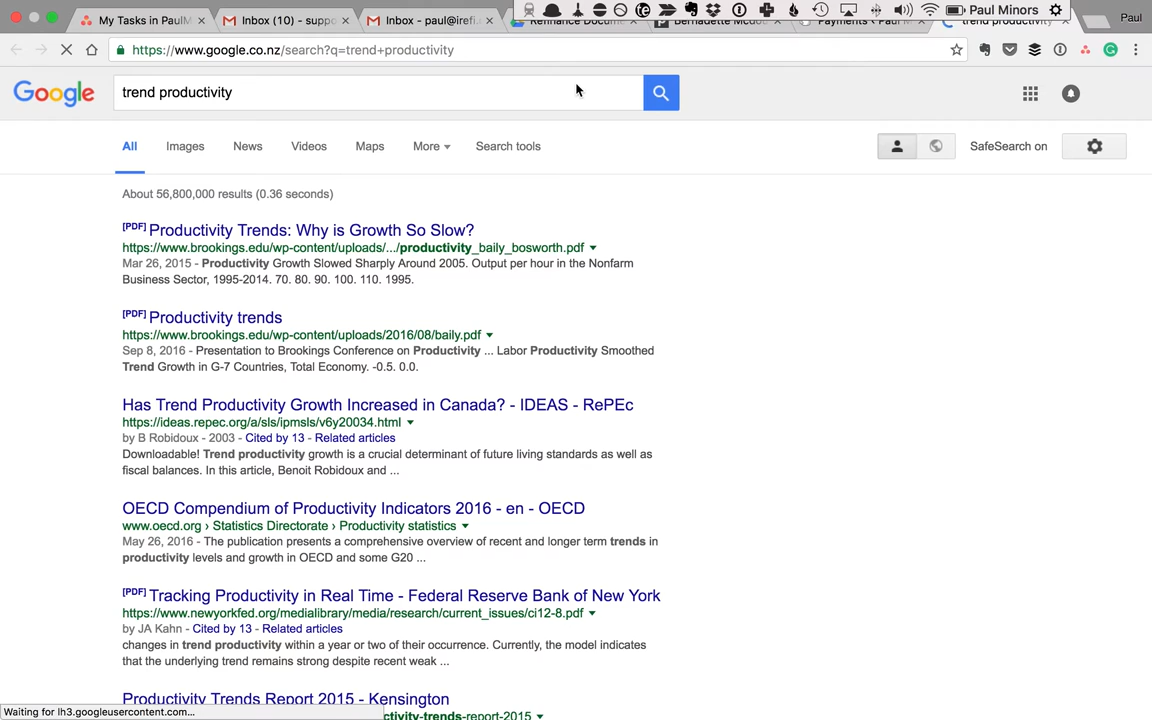 My Tasks in PaulM
Inbox (10) - suppo
Inbox - paul@irefi.
Paul Minors
Paul
https://www.google.co.nz/search?q=trend+productivity
Google
trend productivity
All Images News Videos Maps More Search tools
SafeSearch on
About 56,800,000 results (0.36 seconds)
[PDF] Productivity Trends: Why is Growth So Slow?
https://www.brookings.edu/wp-content/uploads/.../productivity_baily_bosworth.pdf
Mar 26, 2015 - Productivity Growth Slowed Sharply Around 2005. Output per hour in the Nonfarm
Business Sector, 1995-2014. 70. 80. 90. 100. 110. 1995.
[PDF] Productivity trends
https://www.brookings.edu/wp-content/uploads/2016/08/baily.pdf
Sep 8, 2016 - Presentation to Brookings Conference on Productivity ... Labor Productivity Smoothed
Trend Growth in G-7 Countries, Total Economy. -0.5. 0.0.
Has Trend Productivity Growth Increased in Canada? - IDEAS - RePEc
https://ideas.repec.org/a/sls/ipmsls/v6y20034.html
by B Robidoux - 2003 - Cited by 13 - Related articles
Downloadable! Trend productivity growth is a crucial determinant of future living standards as well as
fiscal balances. In this article, Benoit Robidoux and ...
OECD Compendium of Productivity Indicators 2016 - en - OECD
www.oecd.org › Statistics Directorate › Productivity statistics
May 26, 2016 - The publication presents a comprehensive overview of recent and longer term trends in
productivity levels and growth in OECD and some G20 ...
[PDF] Tracking Productivity in Real Time - Federal Reserve Bank of New York
https://www.newyorkfed.org/medialibrary/media/research/current_issues/ci12-8.pdf
by JA Kahn - Cited by 13 - Related articles
changes in trend productivity within a year or two of their occurrence. Currently, the model indicates
that the underlying trend remains strong despite recent weak ...
Productivity Trends Report 2015 - Kensington
ctivity-trends-report-2015
Waiting for lh3.googleusercontent.com...